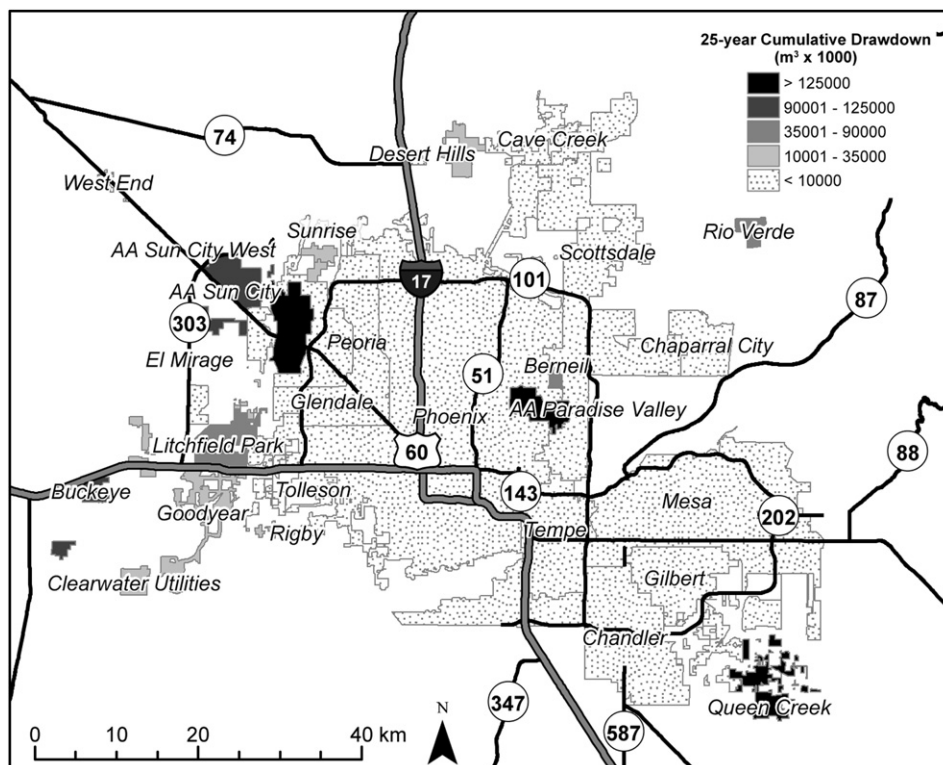 25-year Cumulative Drawdown
(m³ x 1000)
> 125000
90001 - 125000
35001 - 90000
10001 - 35000
< 10000
74
Desert Hills
Cave Creek
West End
Sunrise
Rio Verde
AA Sun City West
Scottsdale
17
101
AA Sun City
87
303
Peoria
Chaparral City
El Mirage
Berneil
51
Glendale
Phoenix
AA Paradise Valley
Litchfield Park
60
88
Buckeye
Tolleson
143
Mesa
Goodyear
202
Rigby
Tempe
Clearwater Utilities
Gilbert
Chandler
347
Queen Creek
587
N
0 10 20 40 km